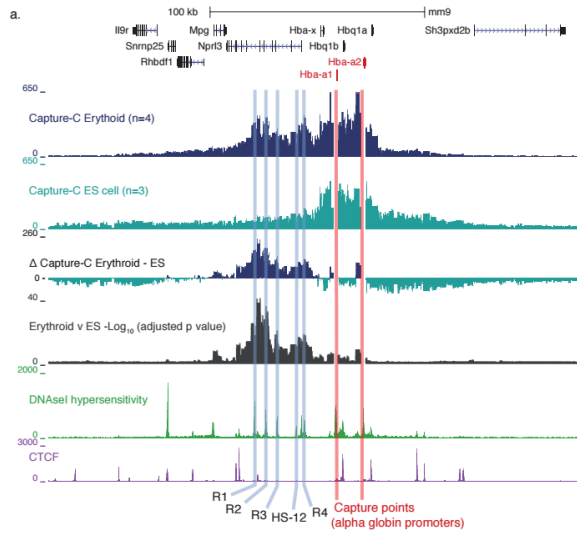 a.
100 kb
mm9
Il9r
Mpg
Hba-x
Hbq1a
Sh3pxd2b
Snrnp25
Nprl3
Hbq1b
Rhbdf1
Hba-a2
Hba-a1
650
Capture-C Erythoid (n=4)
0
650
Capture-C ES cell (n=3)
0
260
Δ Capture-C Erythroid - ES
0
40
Erythroid v ES -Log10 (adjusted p value)
0
2000
DNAseI hypersensitivity
0
3000
CTCF
0
R1
R2
R3
HS-12
R4
Capture points
(alpha globin promoters)